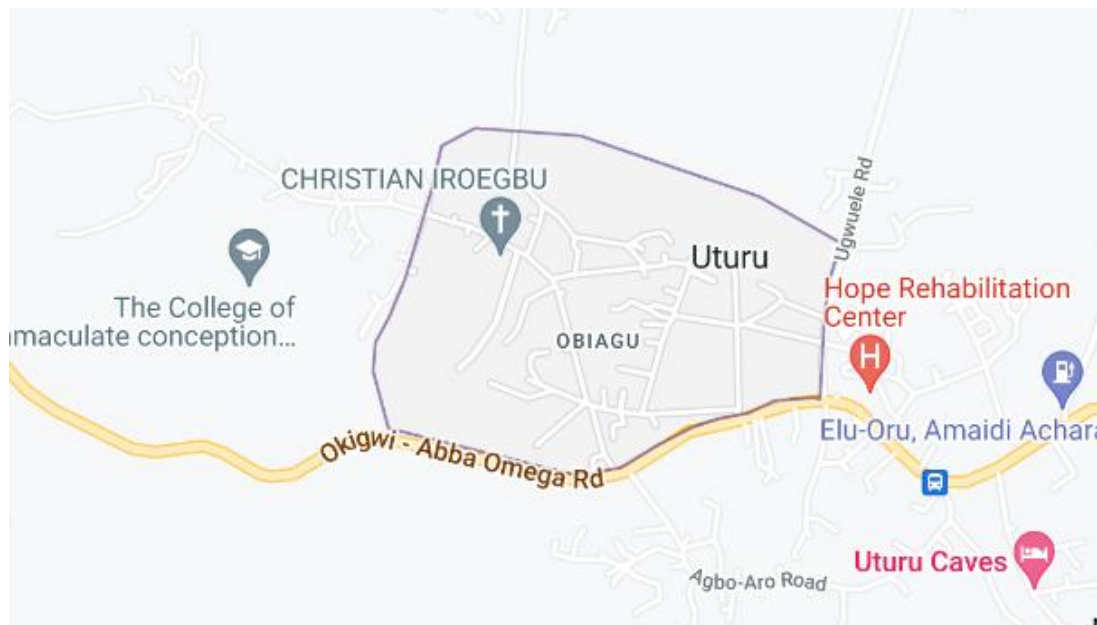 CHRISTIAN IROEGBU
Ugwuele Rd
Uturu
The College of
mmaculate conception...
Hope Rehabilitation
Center
H
OBIAGU
Elu-Oru, Amaidi Achara
Okigwi - Abba Omega Rd
Uturu Caves
Agbo-Aro Road